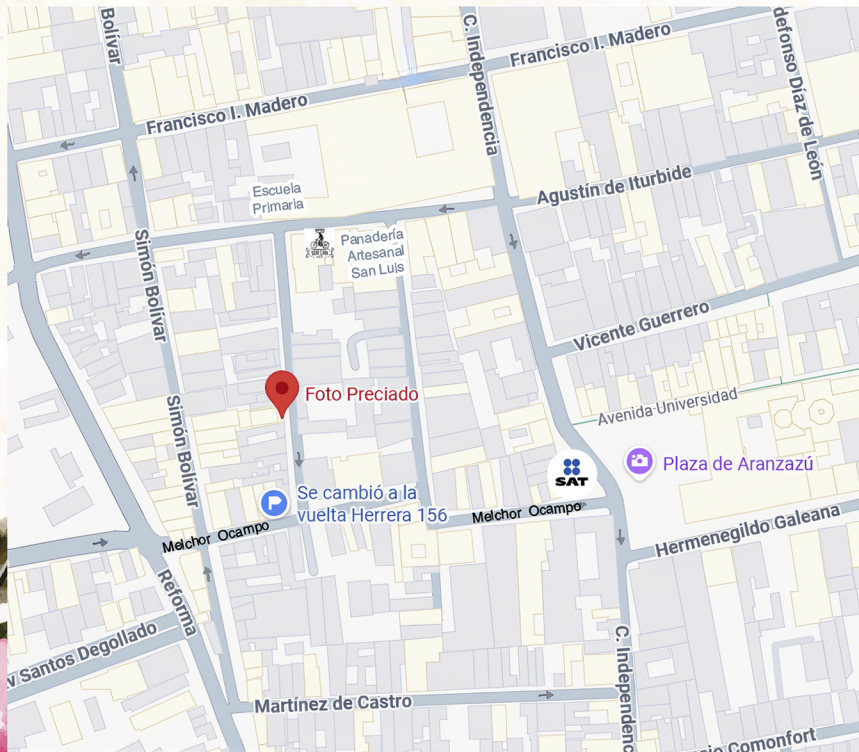 Bolívar
C. Independencia
Francisco I. Madero
defonso Díaz de León
Francisco I. Madero
Escuela
Primaria
Agustín de Iturbide
Panadería
Artesanal
San Luis
Simón Bolívar
Vicente Guerrero
Foto Preciado
Simón Bolívar
Avenida Universidad
SAT
Plaza de Aranzazú
P
Se cambió a la
vuelta Herrera 156
Melchor Ocampo
Melchor Ocampo
Hermenegildo Galeana
Reforma
v Santos Degollado
C. Independenc
Martínez de Castro
io Comonfort